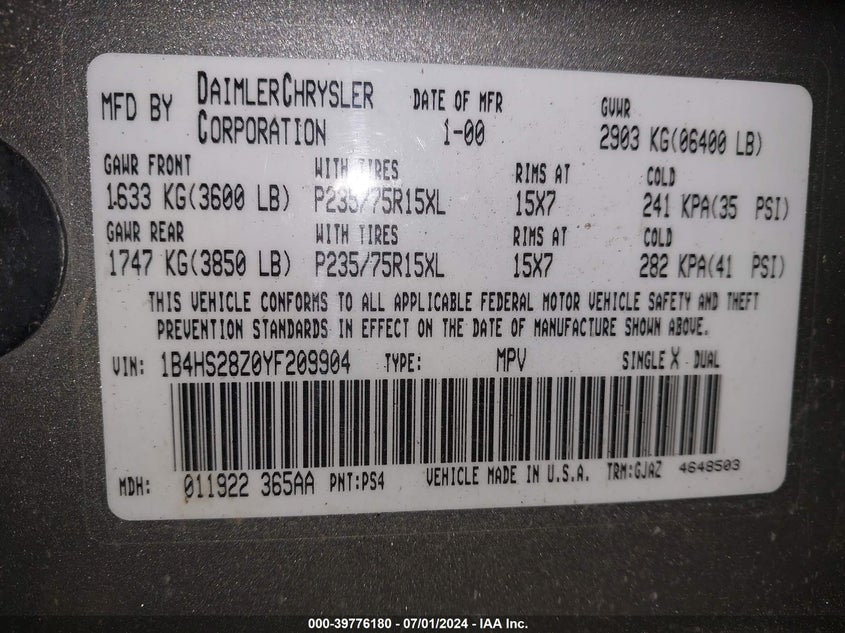 MFD BY DAIMLERCHRYSLER CORPORATION DATE OF MFR 1-00 GVWR 2903 KG(06400 LB)
GAWR FRONT WITH TIRES RIMS AT COLD
1633 KG(3600 LB) P235/75R15XL 15X7 241 KPA(35 PSI)
GAWR REAR WITH TIRES RIMS AT COLD
1747 KG(3850 LB) P235/75R15XL 15X7 282 KPA(41 PSI)
THIS VEHICLE CONFORMS TO ALL APPLICABLE FEDERAL MOTOR VEHICLE SAFETY AND THEFT
PREVENTION STANDARDS IN EFFECT ON THE DATE OF MANUFACTURE SHOWN ABOVE.
VIN: 1B4HS28Z0YF209904 TYPE: MPV SINGLE X DUAL
MDH: 011922 365AA PNT:PS4 VEHICLE MADE IN U.S.A. TRM:GJAZ 4648503
000-39776180 - 07/01/2024 - IAA Inc.